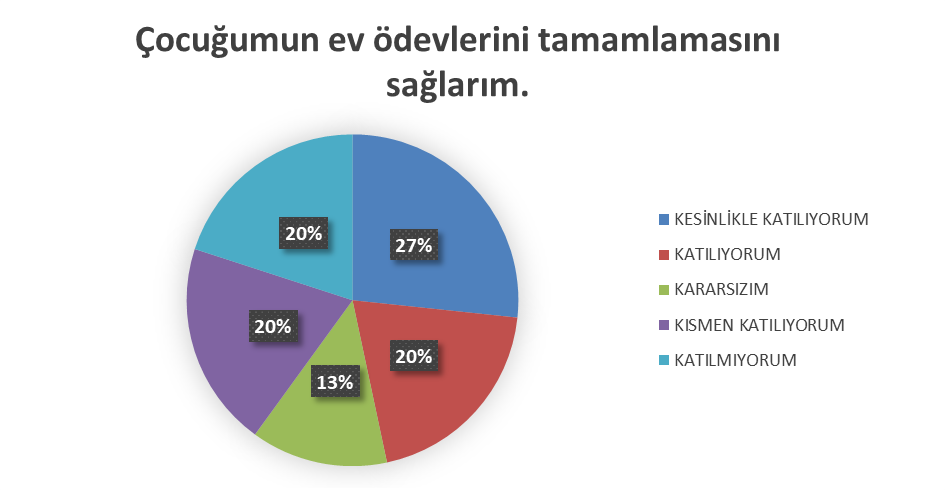 Çocuğumun ev ödevlerini tamamlamasını
sağlarım.
20%
27%
20%
20%
13%
KESİNLİKLE KATILIYORUM
KATILIYORUM
KARARSIZIM
KISMEN KATILIYORUM
KATILMIYORUM